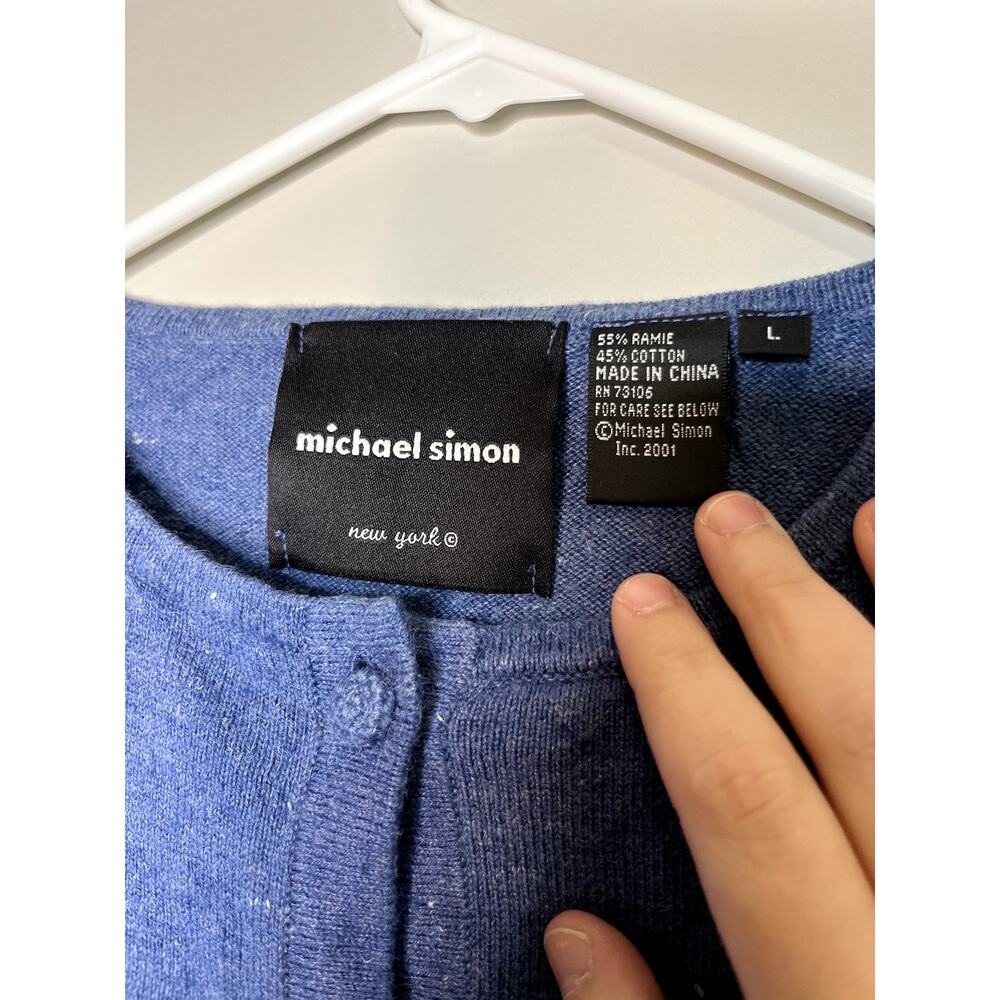 michael simon
new york ©
55% RAMIE
45% COTTON
MADE IN CHINA
RN 73106
FOR CARE SEE BELOW
©Michael Simon
Inc. 2001
L